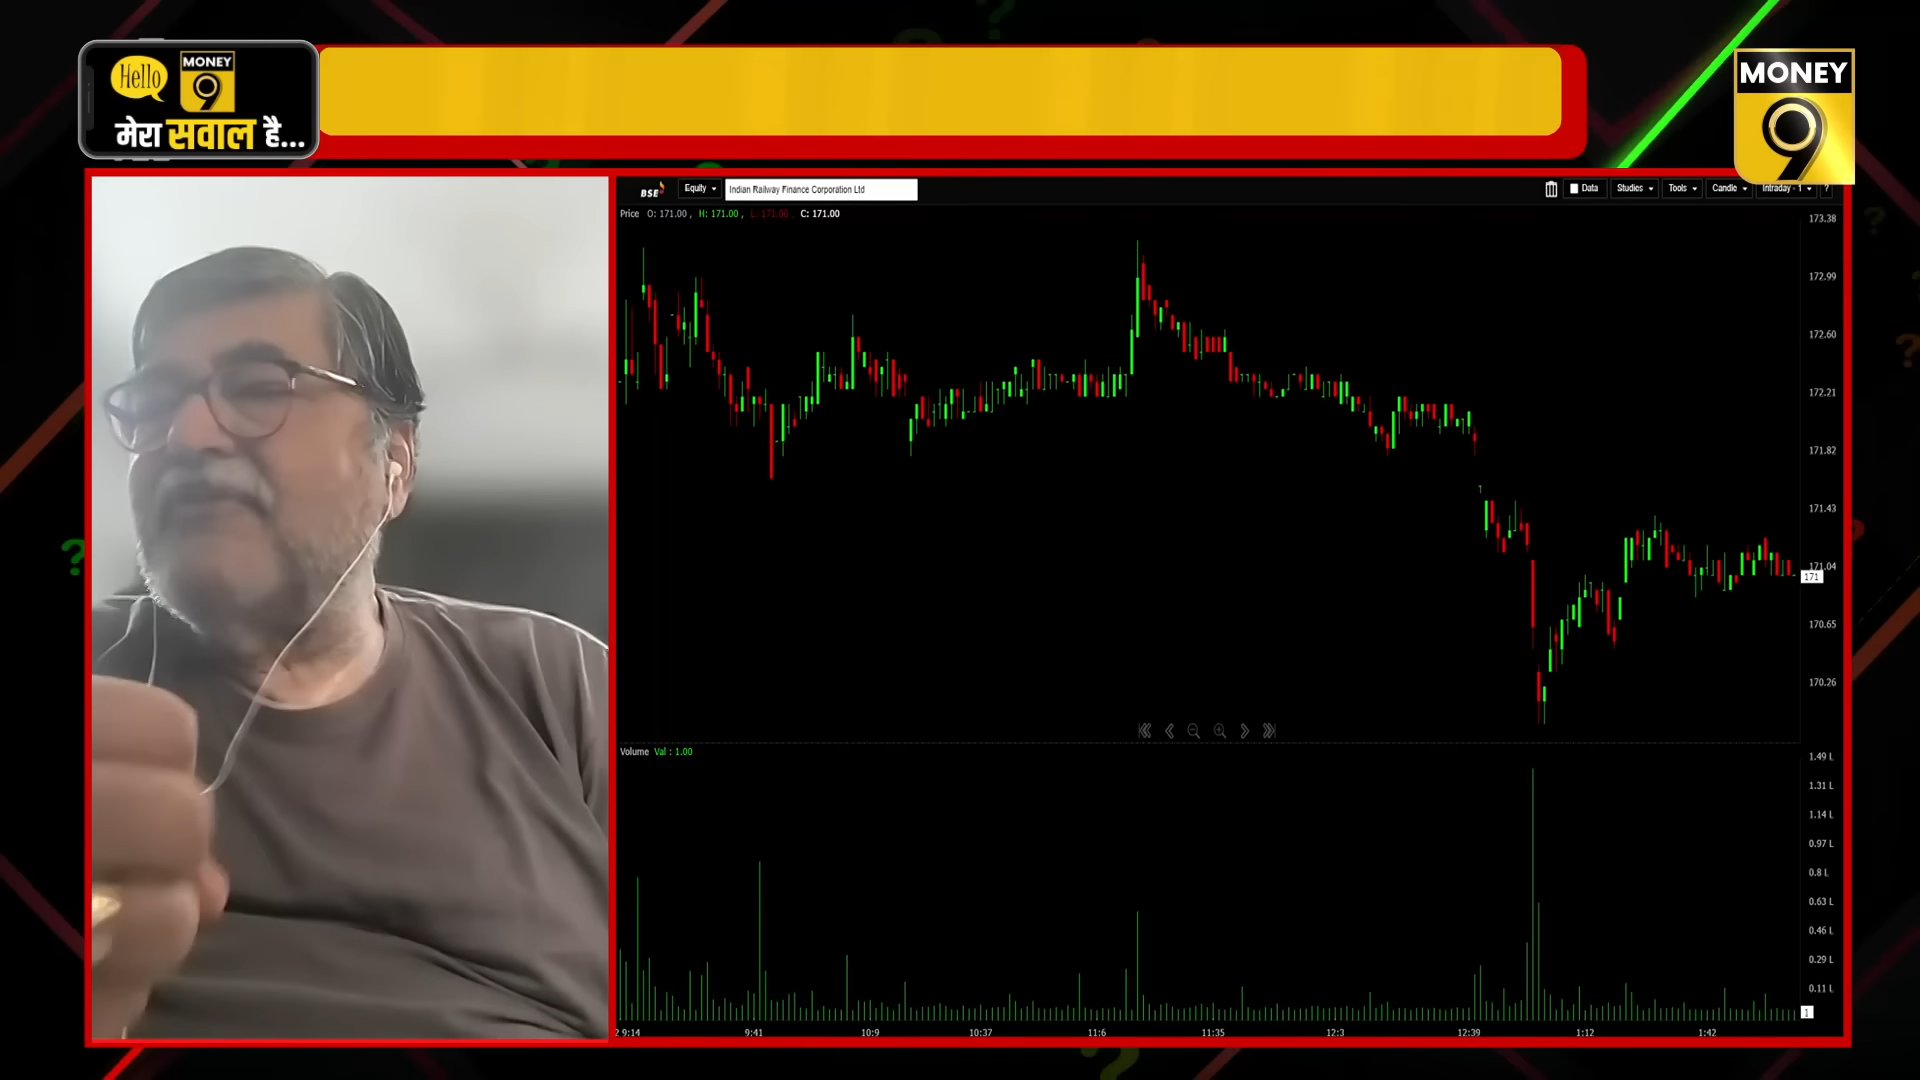 Hello
MONEY
9
मेरा सवाल है...
MONEY
9
BSE
Equity
Indian Railway Finance Corporation Ltd
Data
Studies
Tools
Candle
Intraday - 1
?
Price O: 171.00 , H: 171.00 , L: 171.00 , C: 171.00
173.38
172.99
172.60
172.21
171.82
171.43
171.04
171
170.65
170.26
Volume Val : 1.00
1.49 L
1.31 L
1.14 L
0.97 L
0.8 L
0.63 L
0.46 L
0.29 L
0.11 L
1
2 9:14 9:41 10:9 10:37 11:6 11:35 12:3 12:39 1:12 1:42